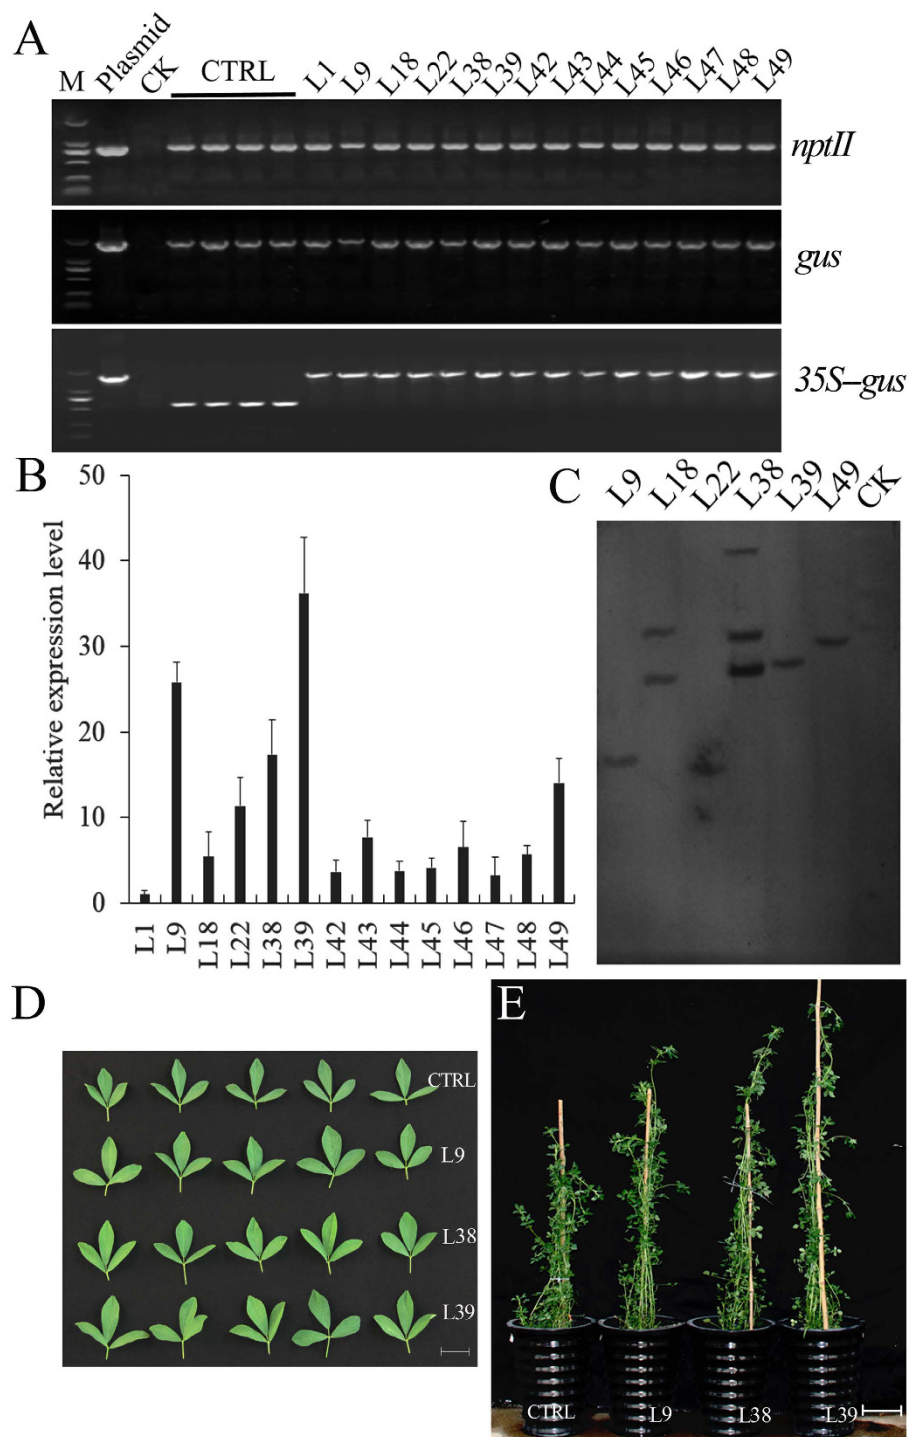 A
M Plasmid CK CTRL L1 L9 L18 L22 L38 L39 L42 L43 L44 L45 L46 L47 L48 L49
nptII
gus
35S–gus
B
Relative expression level
50
40
30
20
10
0
L1 L9 L18 L22 L38 L39 L42 L43 L44 L45 L46 L47 L48 L49
C
L9 L18 L22 L38 L39 L49 CK
D
CTRL
L9
L38
L39
E
CTRL L9 L38 L39